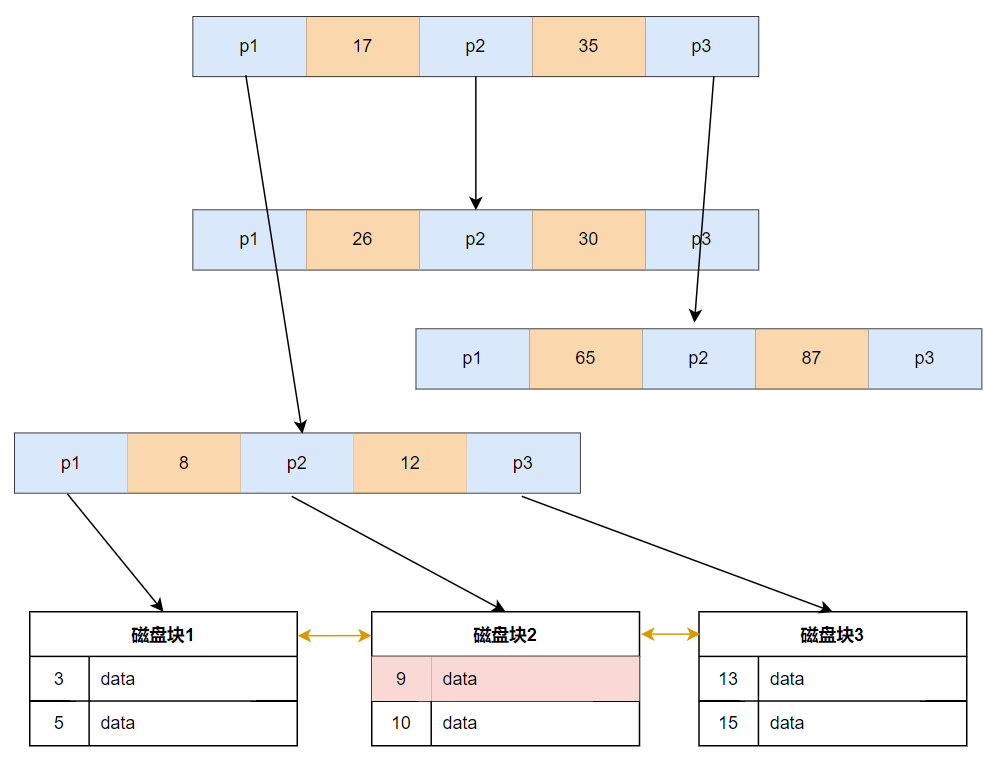 p1 17 p2 35 p3
p1 26 p2 30 p3
p1 65 p2 87 p3
p1 8 p2 12 p3
磁盘块1 磁盘块2 磁盘块3
3 data 9 data 13 data
5 data 10 data 15 data